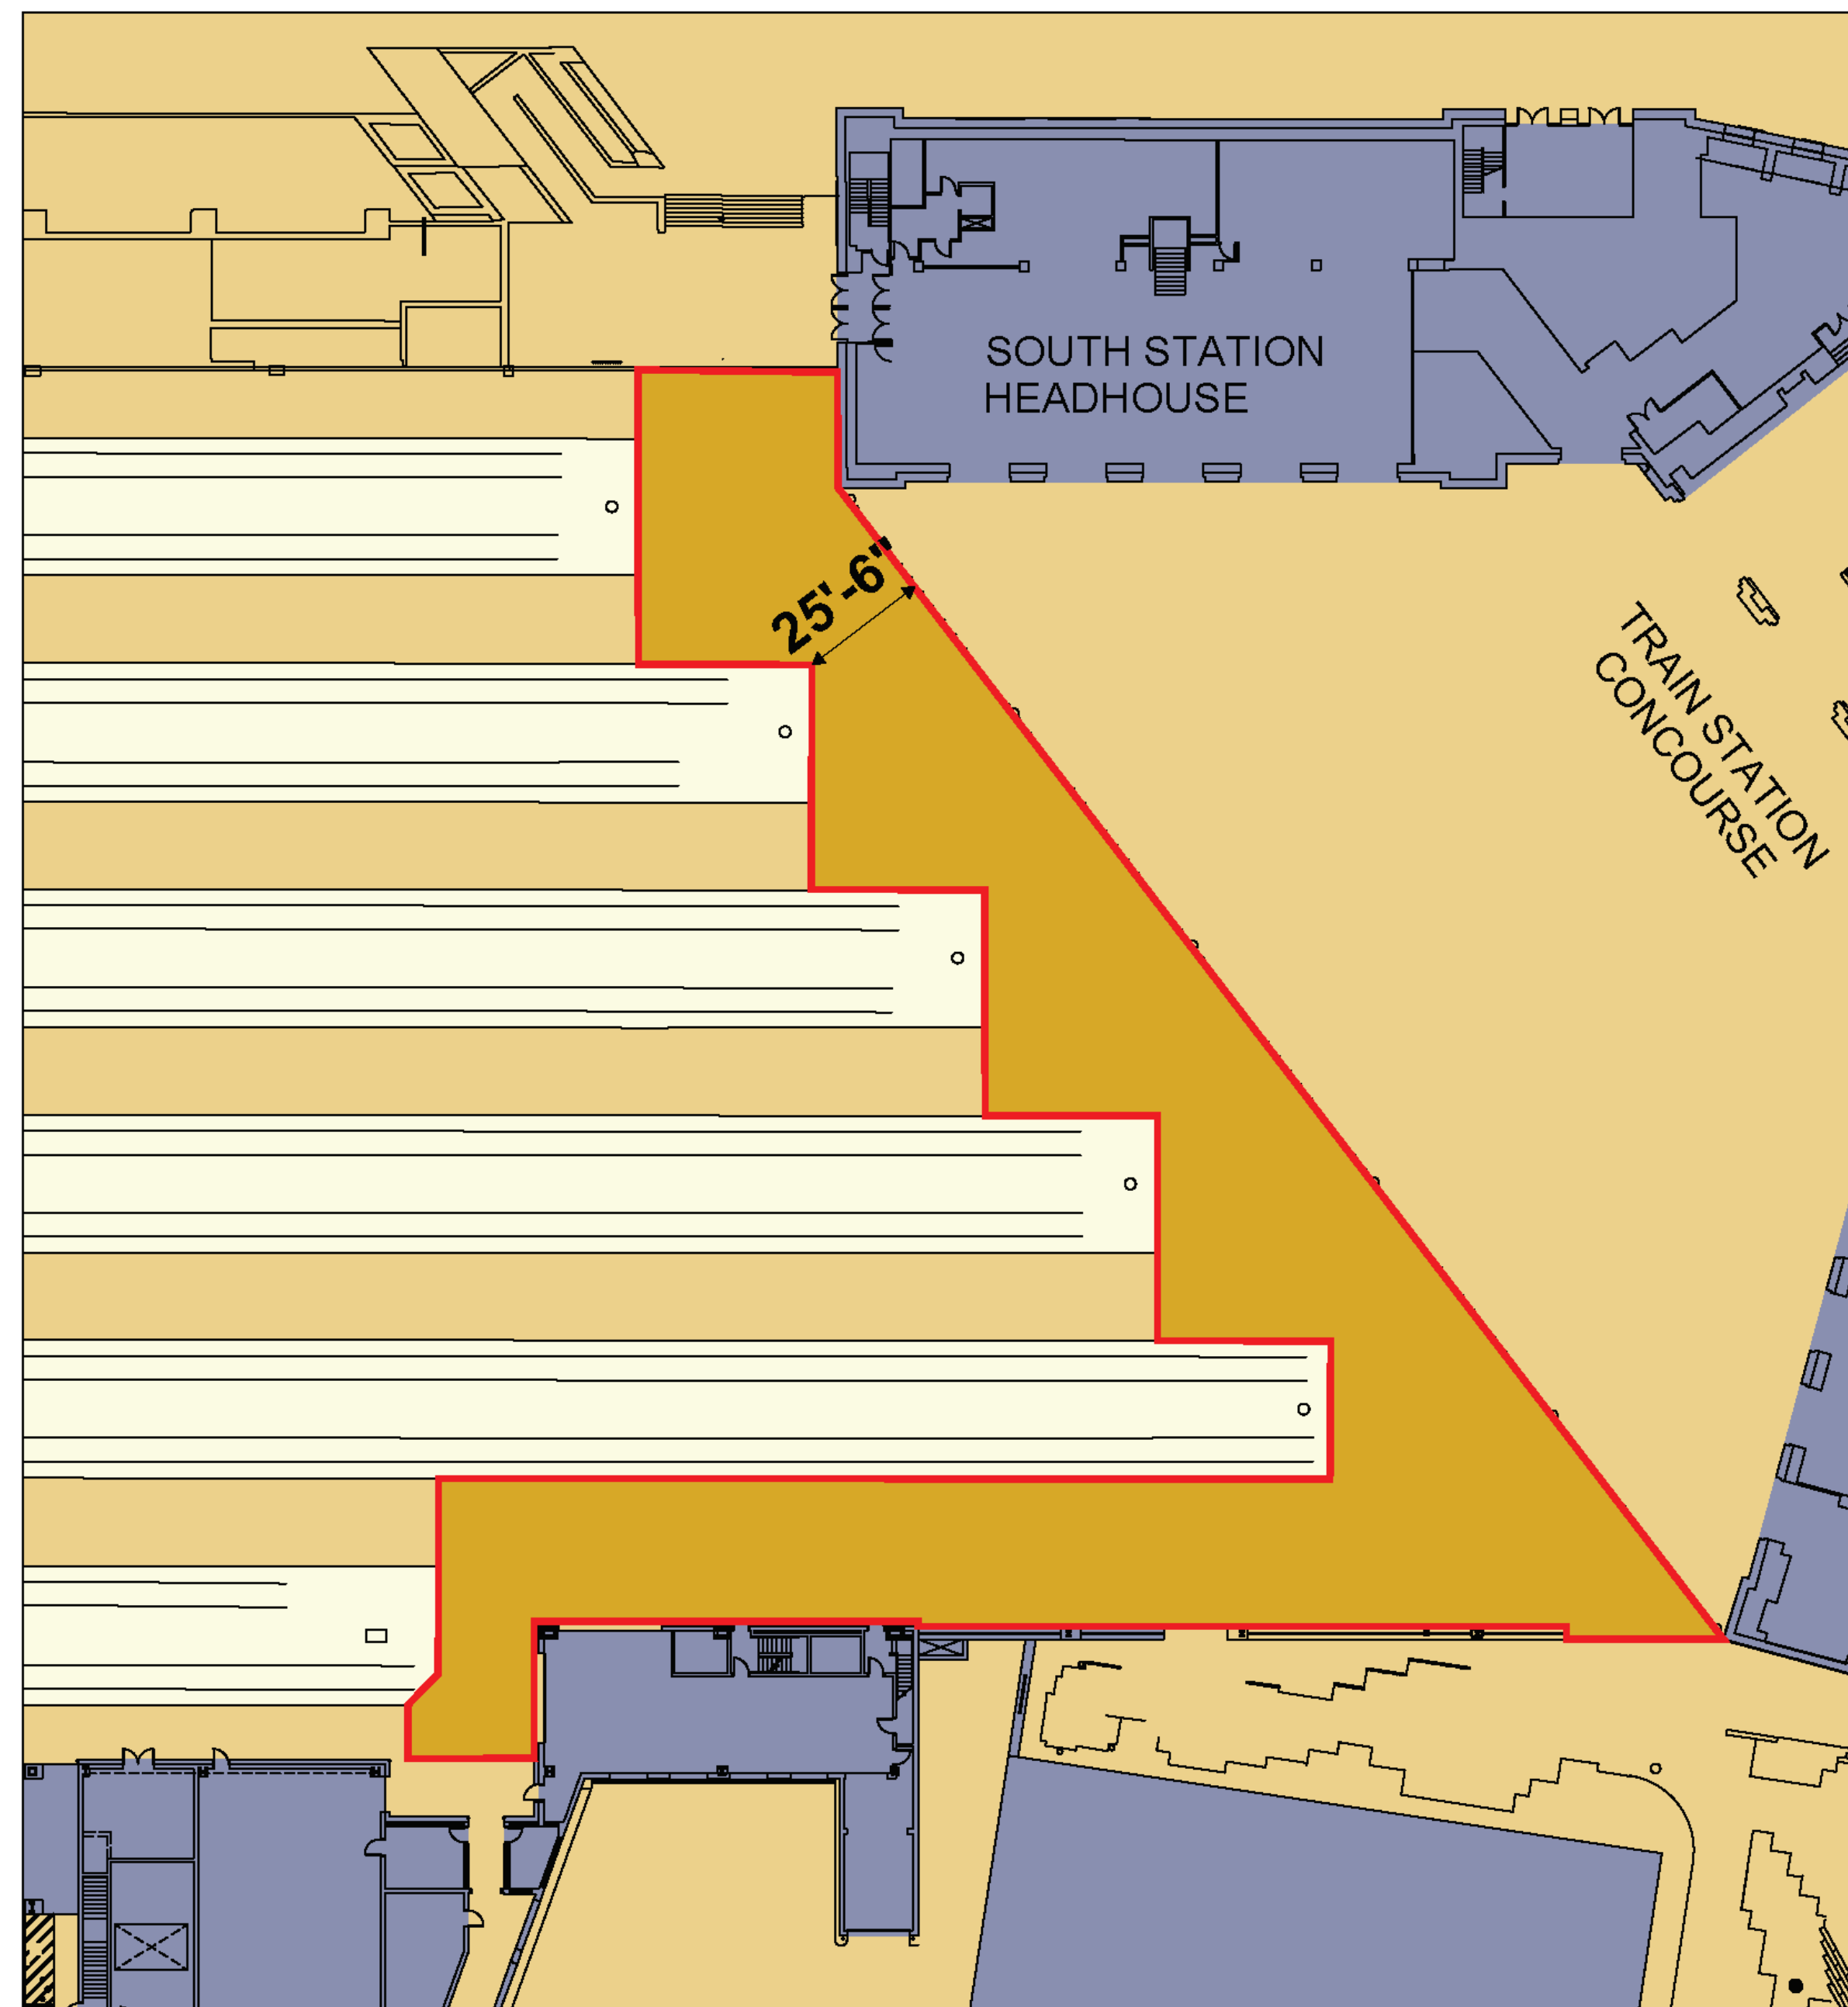 SOUTH STATION
HEADHOUSE
25'-6"
TRAIN STATION
CONCOURSE